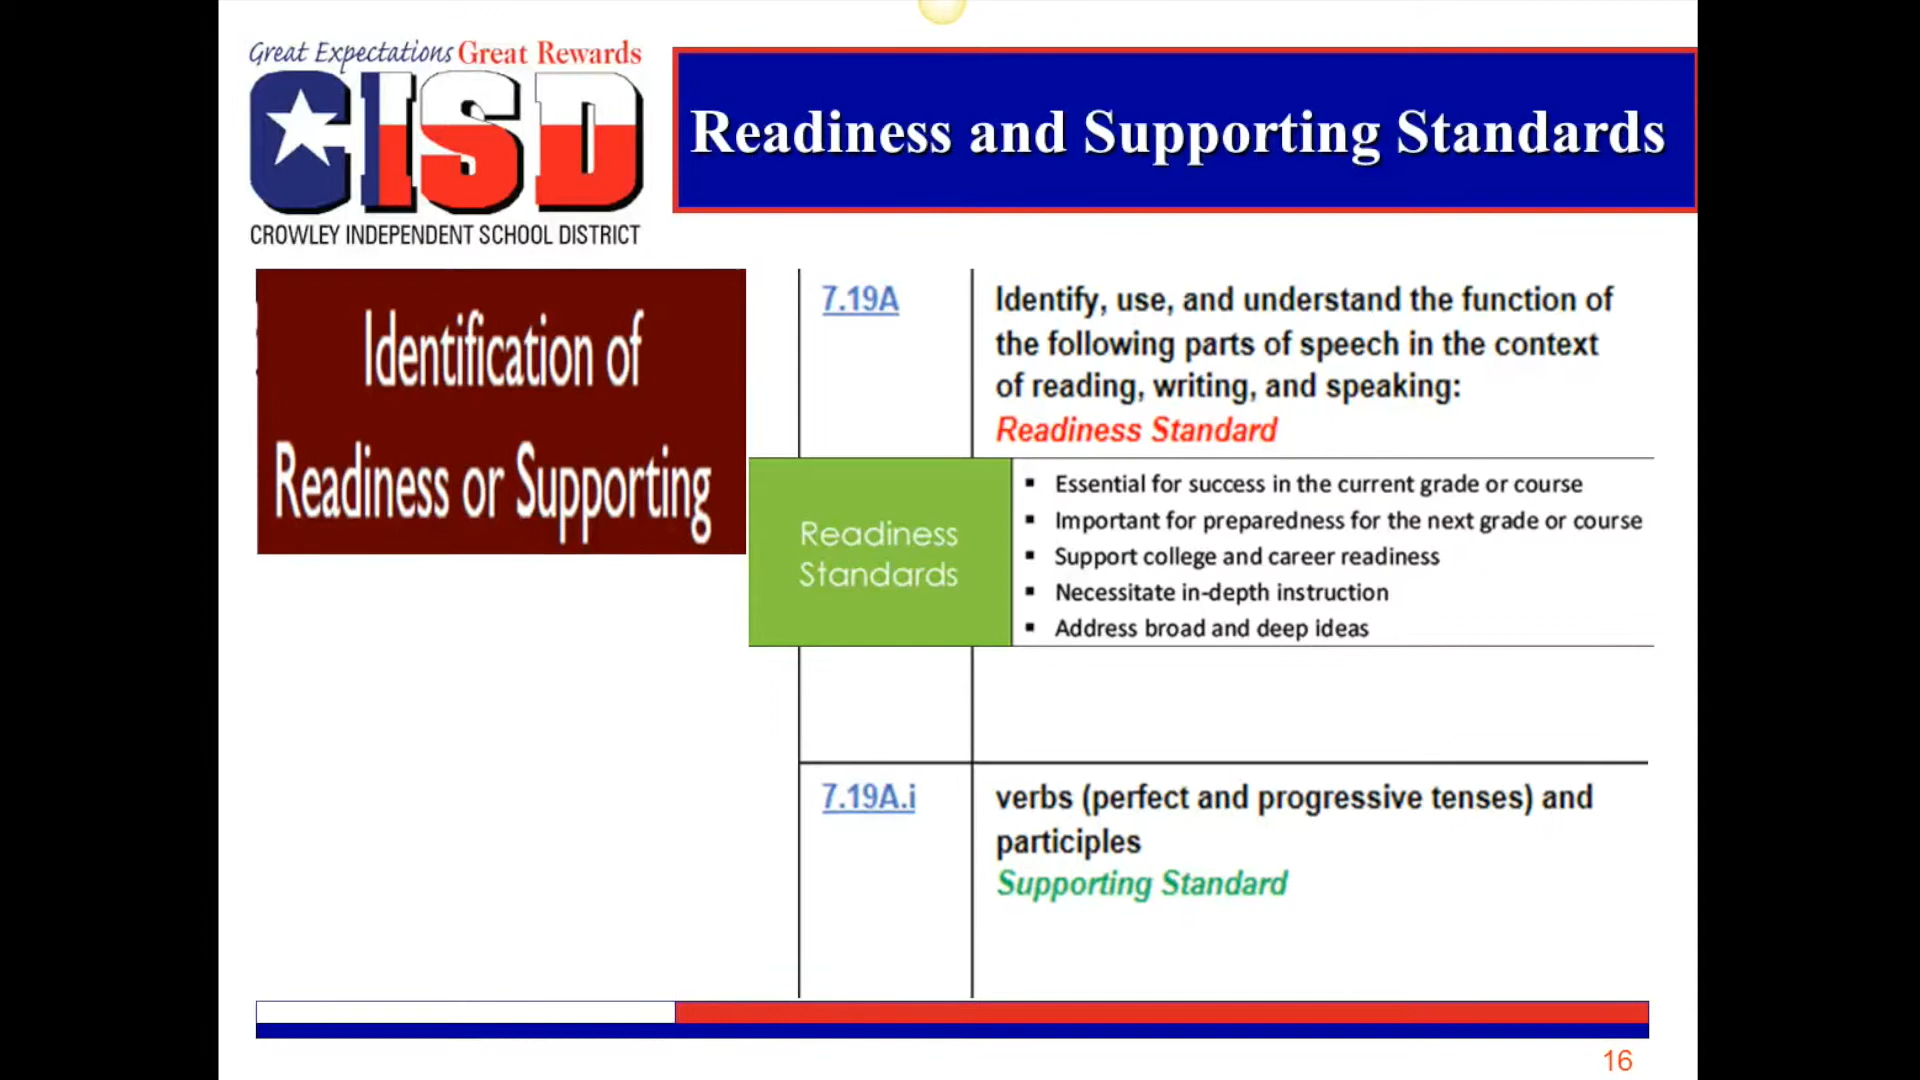 Great Expectations Great Rewards
CISD
CROWLEY INDEPENDENT SCHOOL DISTRICT
Readiness and Supporting Standards
Identification of
Readiness or Supporting
7.19A
Identify, use, and understand the function of
the following parts of speech in the context
of reading, writing, and speaking:
Readiness Standard
Readiness
Standards
▪ Essential for success in the current grade or course
▪ Important for preparedness for the next grade or course
▪ Support college and career readiness
▪ Necessitate in-depth instruction
▪ Address broad and deep ideas
7.19A.i
verbs (perfect and progressive tenses) and
participles
Supporting Standard
16